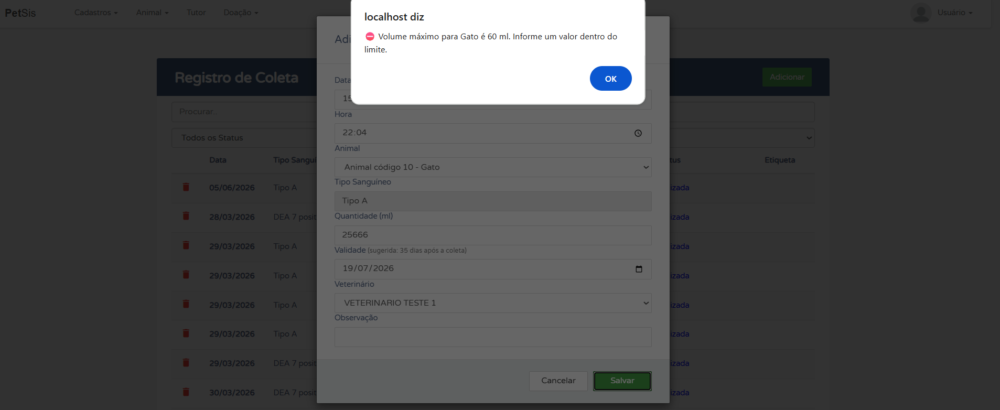 PetSis Cadastros Animal Tutor Doação Usuário
localhost diz
⛔ Volume máximo para Gato é 60 ml. Informe um valor dentro do
limite.
OK
Registro de Coleta
Adicionar
Procurar..
Todos os Status
Data Tipo Sanguí tus Etiqueta
05/06/2026 Tipo A izada
28/03/2026 DEA 7 posit izada
29/03/2026 Tipo A izada
29/03/2026 Tipo A izada
29/03/2026 Tipo A izada
29/03/2026 Tipo A izada
29/03/2026 DEA 7 posit izada
30/03/2026 DEA 7 posit izada
Adi
Data
15
Hora
22:04
Animal
Animal código 10 - Gato
Tipo Sanguíneo
Tipo A
Quantidade (ml)
25666
Validade (sugerida: 35 dias após a coleta)
19/07/2026
Veterinário
VETERINARIO TESTE 1
Observação
Cancelar Salvar